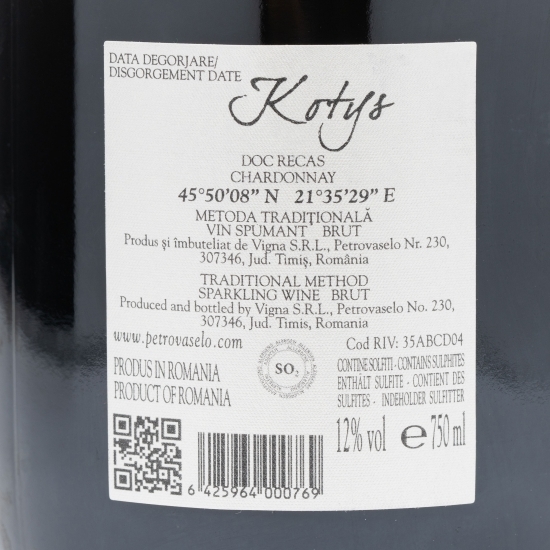 DATA DEGORJARE/
DISGORGEMENT DATE
Kotys
DOC RECAS
CHARDONNAY
45°50'08" N 21°35'29" E
METODA TRADIȚIONALĂ
VIN SPUMANT BRUT
Produs și îmbuteliat de Vigna S.R.L., Petrovaselo Nr. 230,
307346, Jud. Timiș, România
TRADITIONAL METHOD
SPARKLING WINE BRUT
Produced and bottled by Vigna S.R.L., Petrovaselo No. 230,
307346, Jud. Timis, Romania
www.petrovaselo.com
Cod RIV: 35ABCD04
PRODUS IN ROMANIA
PRODUCT OF ROMANIA
SO2
CONTINE SOLFITI - CONTAINS SULPHITES
ENTHÄLT SULFITE - CONTIENT DES
SULFITES - INDEHOLDER SULFITTER
12% vol e 750 ml
6 425964 000769